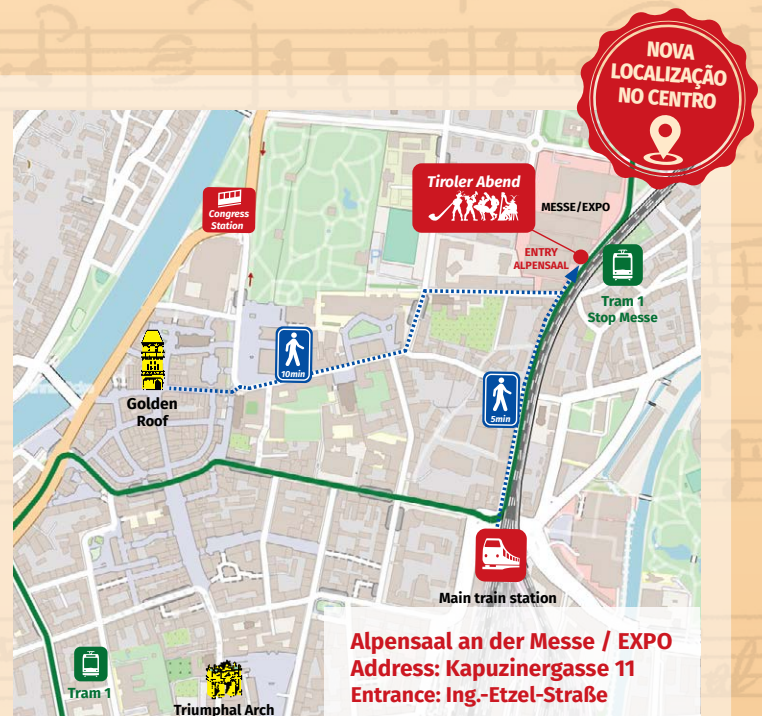 NOVA
LOCALIZAÇÃO
NO CENTRO
Tiroler Abend
MESSE/EXPO
Congress
Station
ENTRY
ALPENSAAL
Tram 1
Stop Messe
10min
Golden
Roof
5min
Main train station
Alpensaal an der Messe / EXPO
Address: Kapuzinergasse 11
Entrance: Ing.-Etzel-Straße
Tram 1
Triumphal Arch